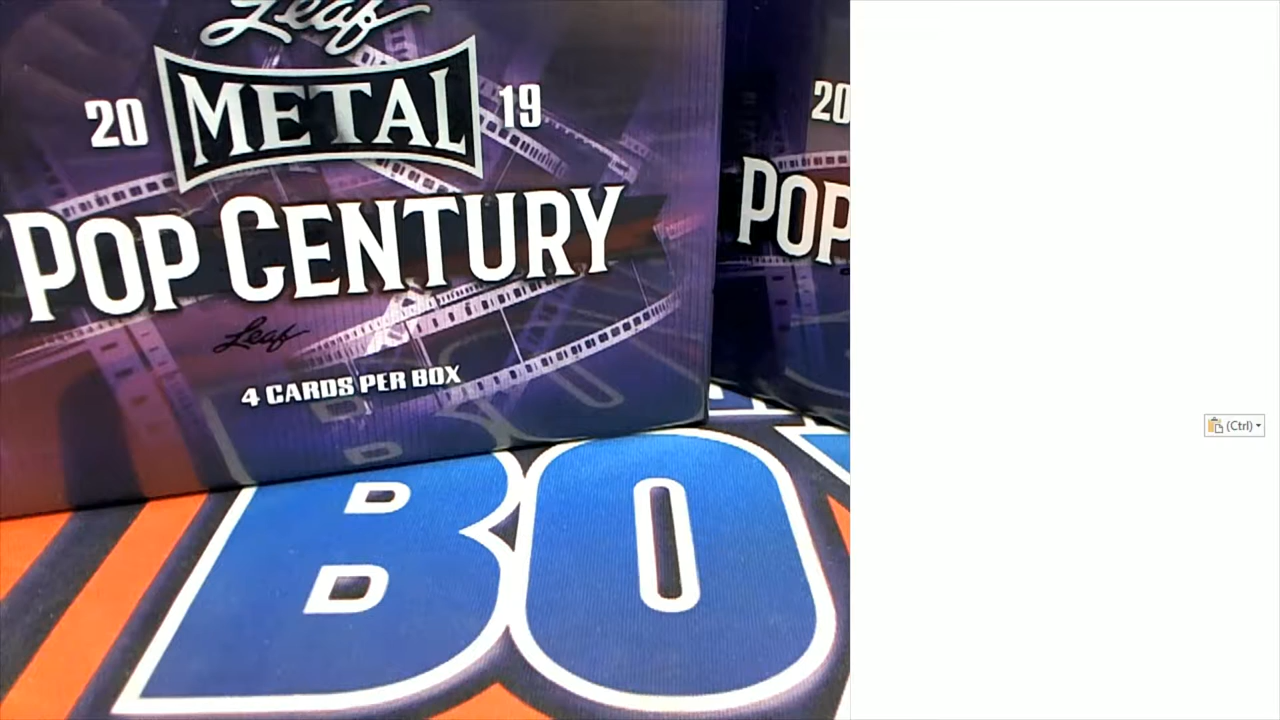 Leaf
20 METAL 19
POP CENTURY
Leaf
4 CARDS PER BOX
20
POP
BO
(Ctrl)